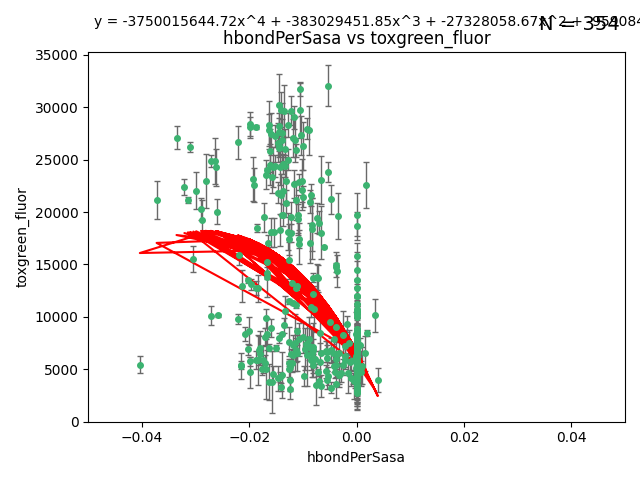 y = -3750015644.72x^4 + -383029451.85x^3 + -27328058.67x^2 +
N = 354
hbondPerSasa vs toxgreen_fluor
35000
30000
25000
20000
15000
10000
5000
0
toxgreen_fluor
−0.04
−0.02
0.00
0.02
0.04
hbondPerSasa